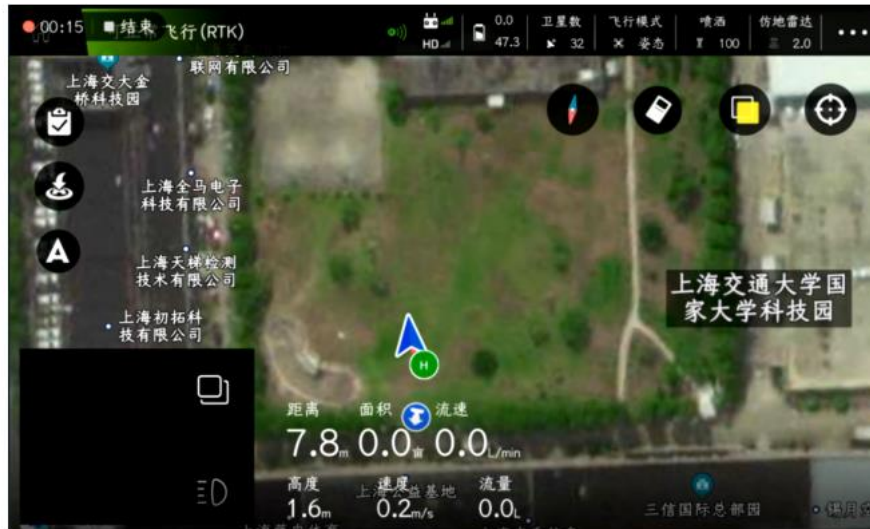 00:15 结束 飞行(RTK)
HD
0.0
47.3
卫星数
32
飞行模式
姿态
喷洒
100
仿地雷达
2.0
联网有限公司
上海交大金
桥科技园
上海全马电子
科技有限公司
A
上海天梯检测
技术有限公司
上海初拓科
技有限公司
上海交通大学国
家大学科技园
H
距离 面积 流速
7.8m 0.0亩 0.0L/min
高度 速度 流量
1.6m 0.2m/s 0.0L
上海公益基地
三信国际总部园